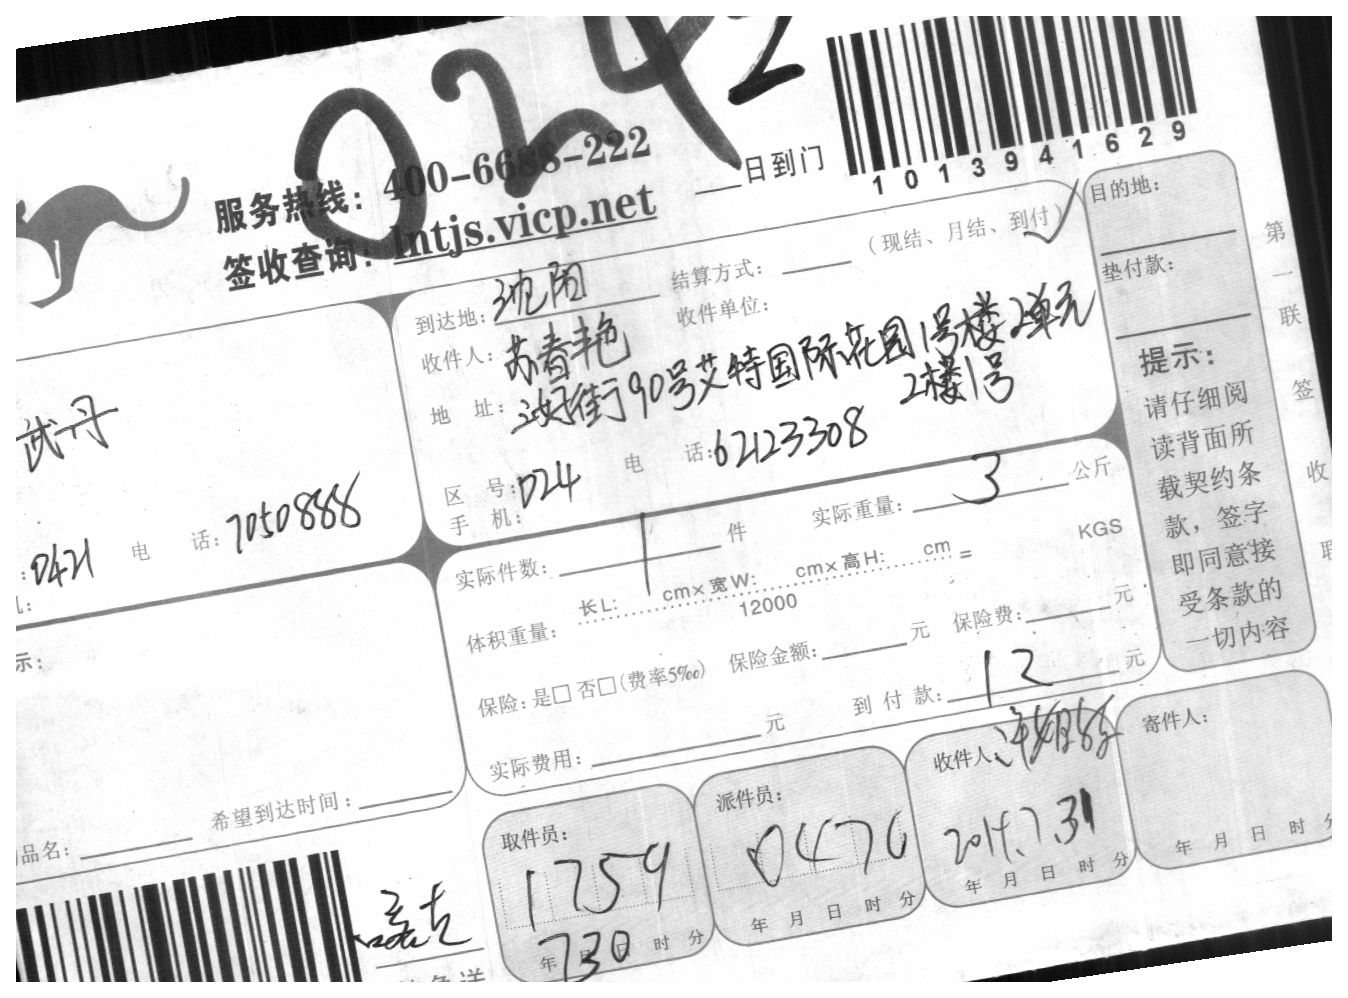 0242
服务热线：400-6688-222
签收查询：lntjs.vicp.net
日到门
10139416​29
到达地：沈阳
结算方式：
（现结、月结、到付）
收件人：苏春艳
收件单位：
地 址： 90号艾特国际花园1号楼2单元
2楼1号
区 号：024 电 话：62123308
手 机：
武丹
：0421 电 话：7050888
示：
希望到达时间：
品名：
实际件数：1 件 实际重量：3 公斤
体积重量：长L: cm×宽W: cm×高H: cm = KGS
12000
保险：是□ 否□（费率5‰） 保险金额： 元 保险费： 元
实际费用： 元 到 付 款：12 元
目的地：
垫付款：
提示：
请仔细阅
读背面所
载契约条
款，签字
即同意接
受条款的
一切内容
第一联 签收联
取件员：
1759
730
年 月 日 时 分
派件员：
0476
年 月 日 时 分
收件人：
2014.7.31
年 月 日 时 分
寄件人：
年 月 日 时